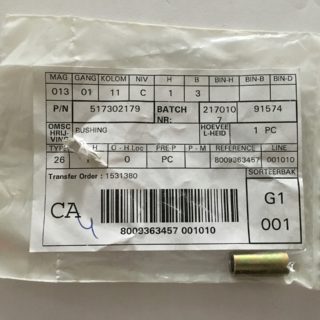 MAG GANG KOLOM NIV H B BIN-H BIN-B BIN-D
013 01 11 C 1 3
P/N 517302179 BATCH NR: 217010 7 91574
OMSC HRIJ- VING BUSHING HOEVEE L-HEID 1 PC
TYPE O-H.Loc PRE-P P-M REFERENCE LINE
26 0 PC 8009363457 001010
Transfer Order : 1531380 SORTEERBAK
CA 4 G1
001
8009363457 001010